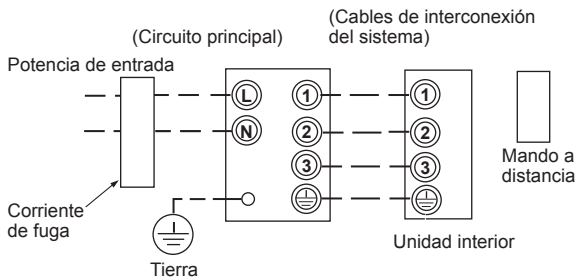 (Circuito principal)
(Cables de interconexión
del sistema)
Potencia de entrada
L
N
1
2
3
1
2
3
Mando a
distancia
Corriente
de fuga
Tierra
Unidad interior